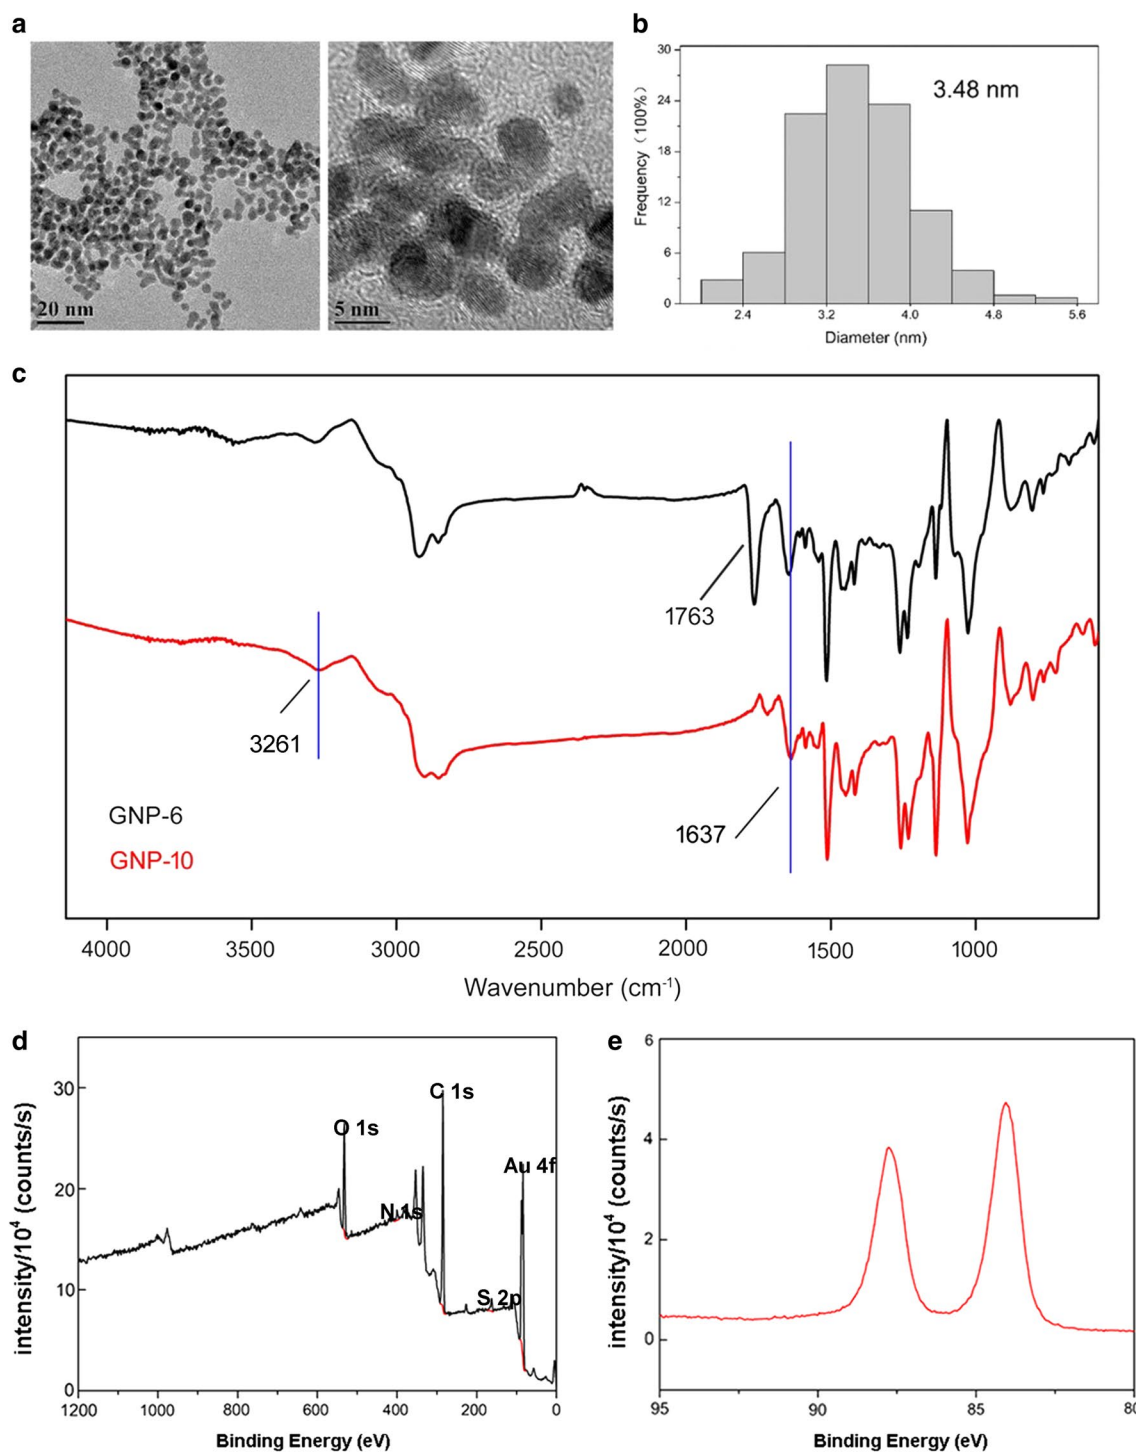 a
20 nm
5 nm
b
30
24
18
12
6
0
Frequency (100%)
3.48 nm
2.4
3.2
4.0
4.8
5.6
Diameter (nm)
c
1763
3261
1637
GNP-6
GNP-10
4000
3500
3000
2500
2000
1500
1000
Wavenumber (cm⁻¹)
d
intensity/10⁴ (counts/s)
30
20
10
0
O 1s
N 1s
C 1s
S 2p
Au 4f
1200
1000
800
600
400
200
0
Binding Energy (eV)
e
intensity/10⁴ (counts/s)
6
4
2
0
95
90
85
80
Binding Energy (eV)